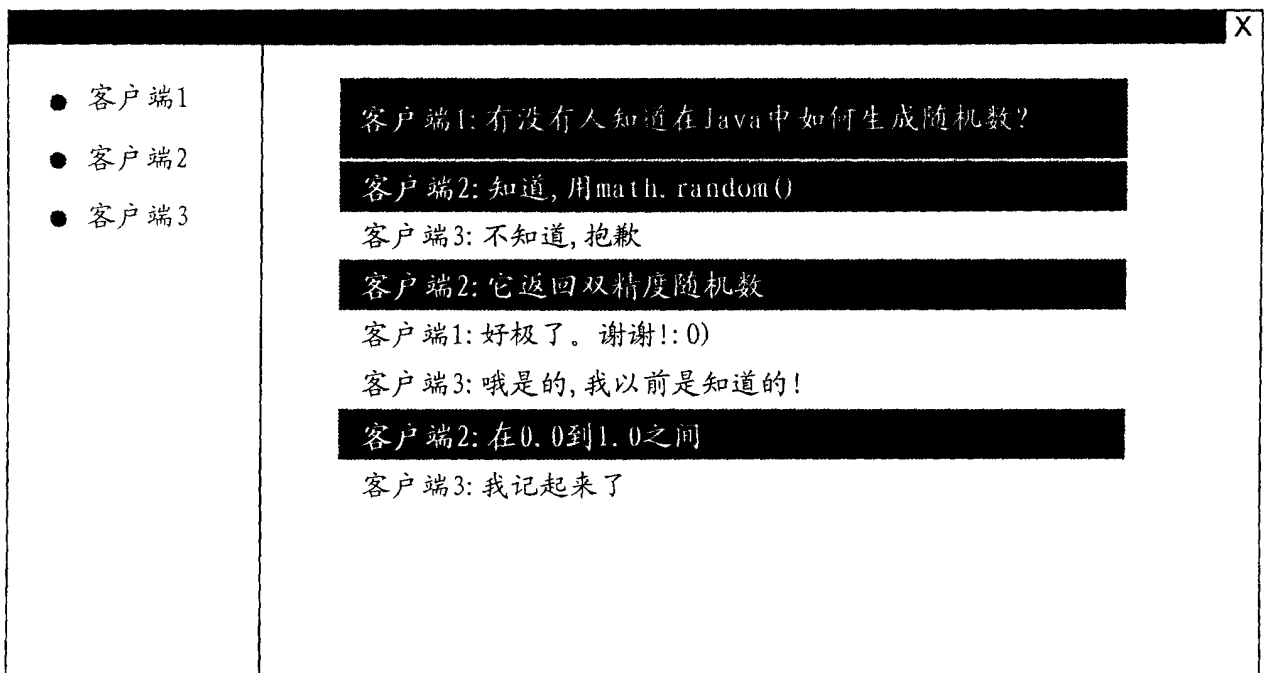 X
客户端1
客户端2
客户端3
客户端1:有没有人知道在Java中如何生成随机数?
客户端2:知道,用math.random()
客户端3:不知道,抱歉
客户端2:它返回双精度随机数
客户端1:好极了。谢谢!:0)
客户端3:哦是的,我以前是知道的!
客户端2:在0.0到1.0之间
客户端3:我记起来了